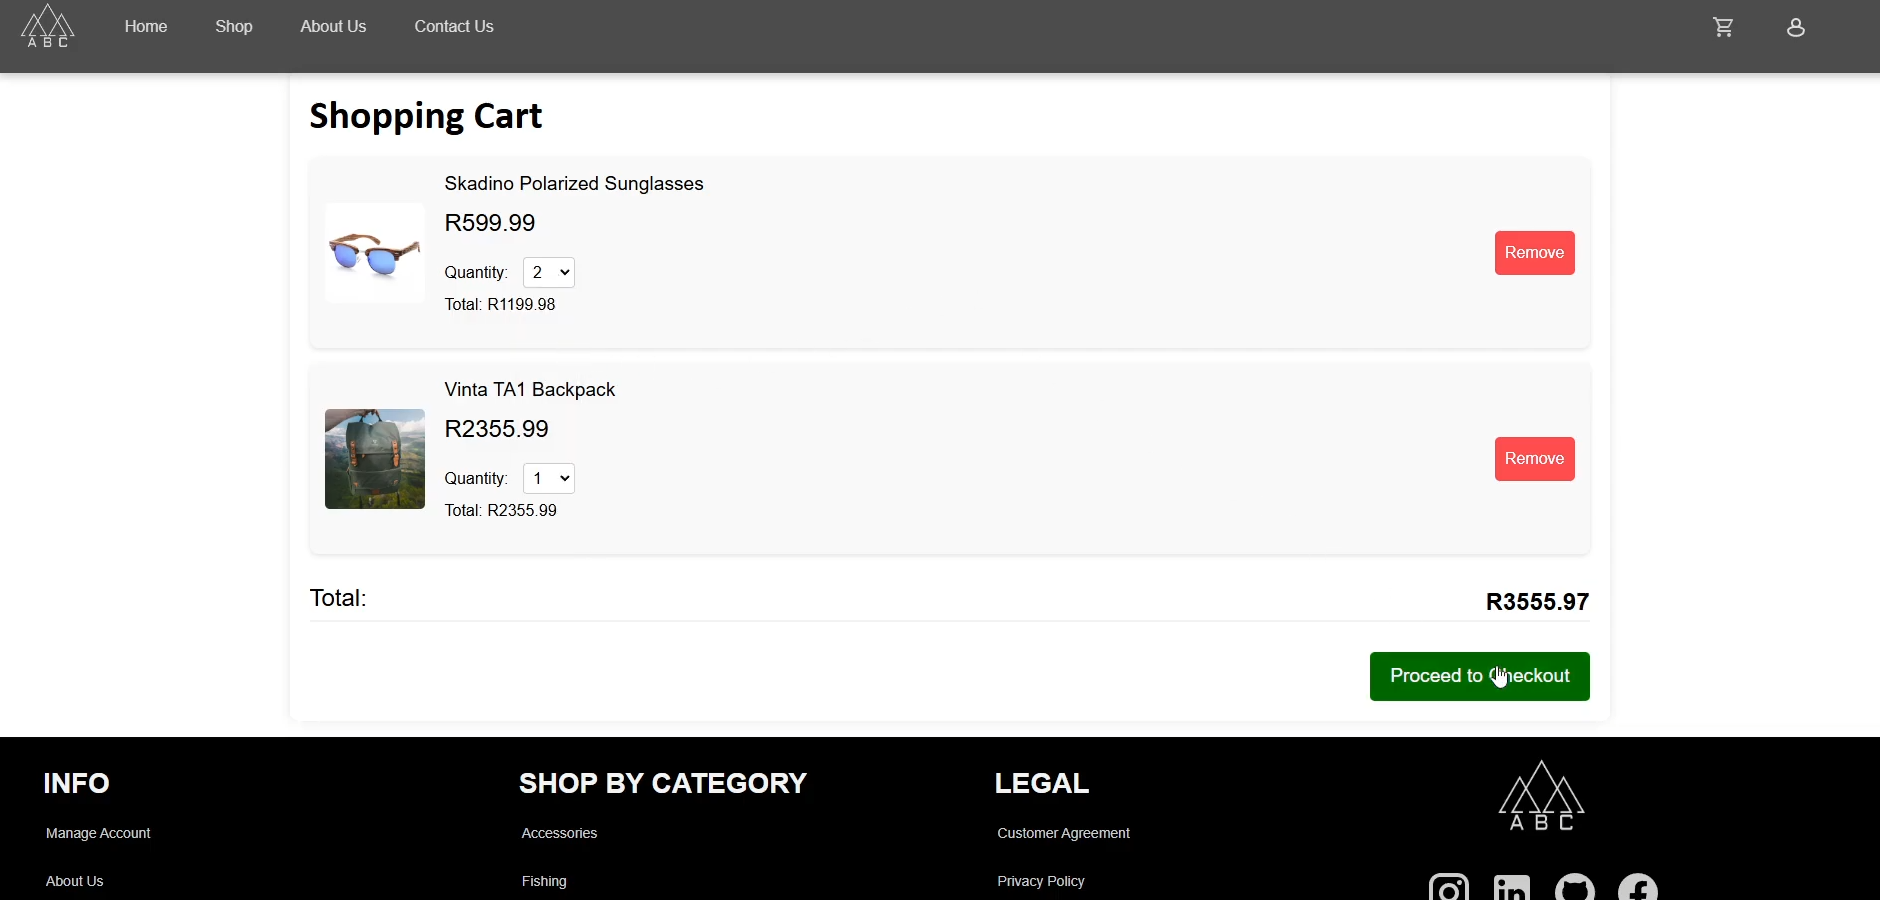 ABC
Home
Shop
About Us
Contact Us
Shopping Cart
Skadino Polarized Sunglasses
R599.99
Quantity: 2
Total: R1199.98
Remove
Vinta TA1 Backpack
R2355.99
Quantity: 1
Total: R2355.99
Remove
Total:
R3555.97
Proceed to Checkout
INFO
Manage Account
About Us
SHOP BY CATEGORY
Accessories
Fishing
LEGAL
Customer Agreement
Privacy Policy
ABC